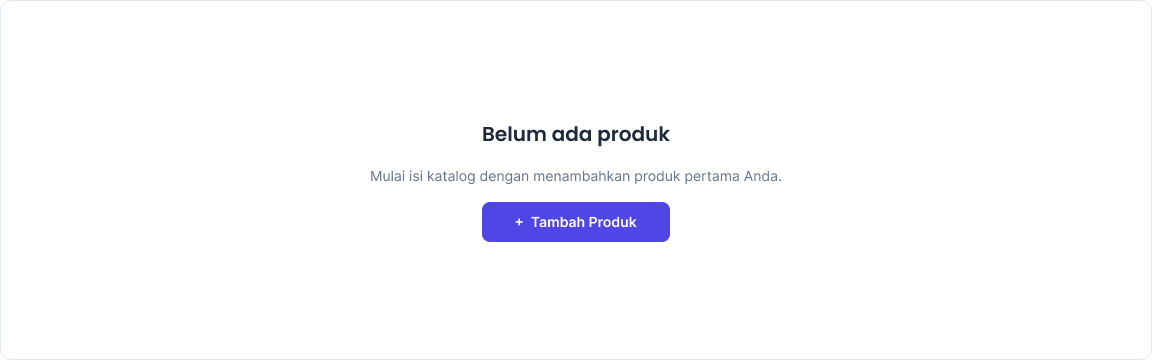 Belum ada produk
Mulai isi katalog dengan menambahkan produk pertama Anda.
+ Tambah Produk